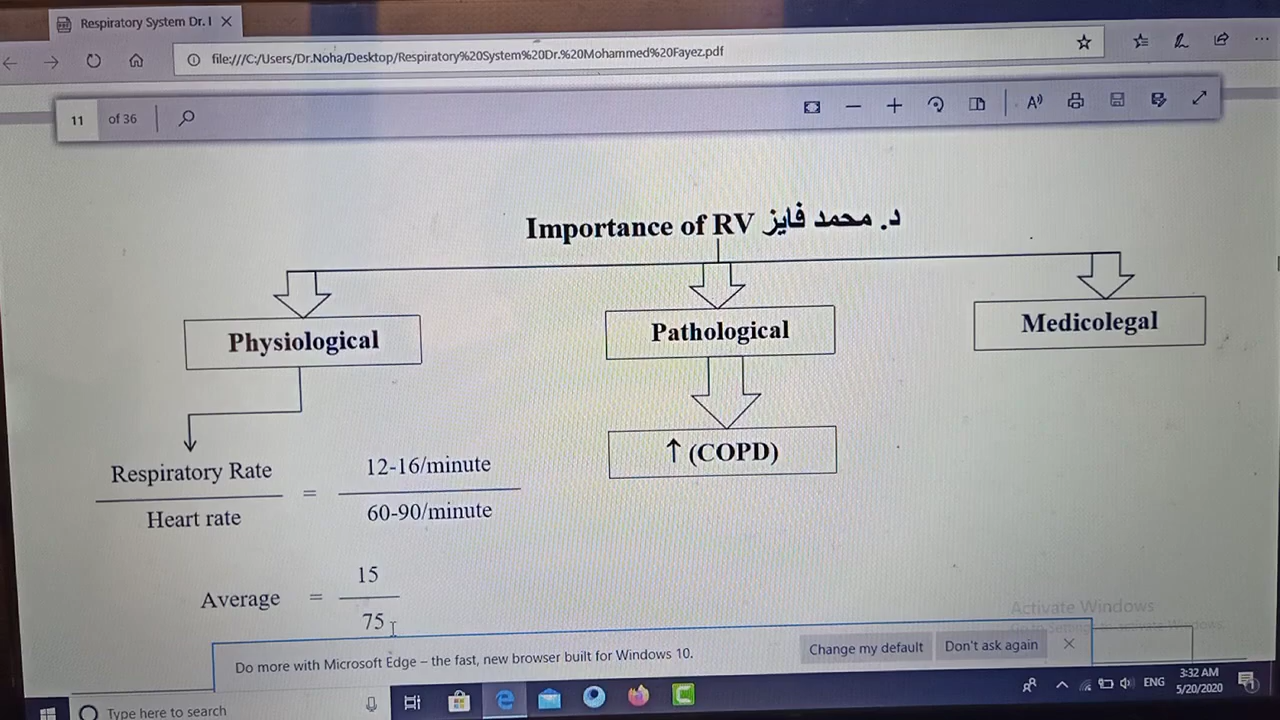 Respiratory System Dr. I
file:///C:/Users/Dr.Noha/Desktop/Respiratory%20System%20Dr.%20Mohammed%20Fayez.pdf
11 of 36
A
Importance of RV د. محمد فايز
Physiological
Pathological
Medicolegal
↑ (COPD)
Respiratory Rate = 12-16/minute
Heart rate 60-90/minute
Average = 15
75
Activate Windows
Do more with Microsoft Edge – the fast, new browser built for Windows 10.
Change my default
Don't ask again
Type here to search
ENG
3:32 AM
5/20/2020
1